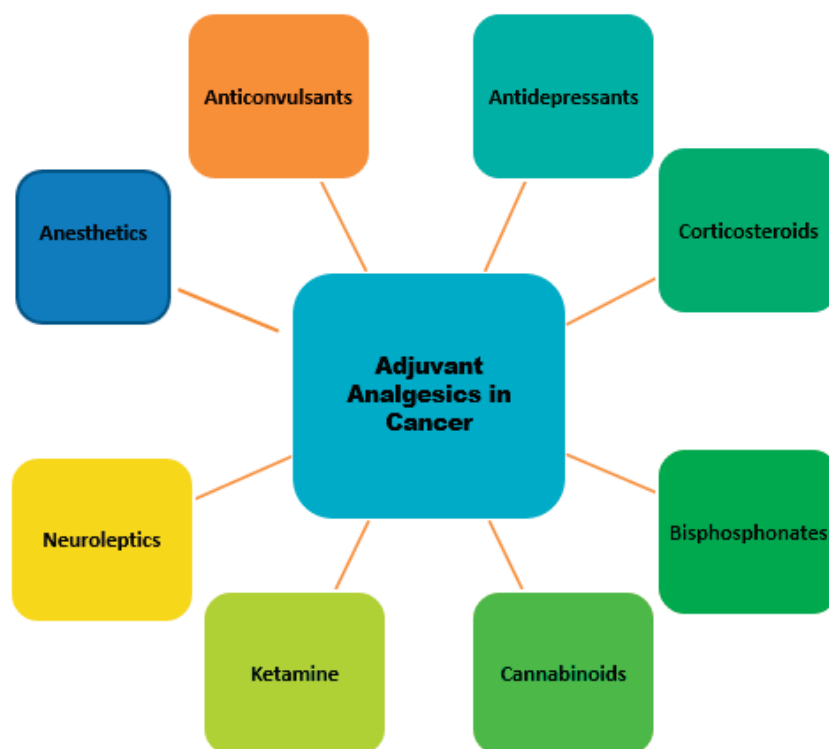 Anticonvulsants
Antidepressants
Anesthetics
Corticosteroids
Adjuvant
Analgesics in
Cancer
Neuroleptics
Bisphosphonates
Ketamine
Cannabinoids